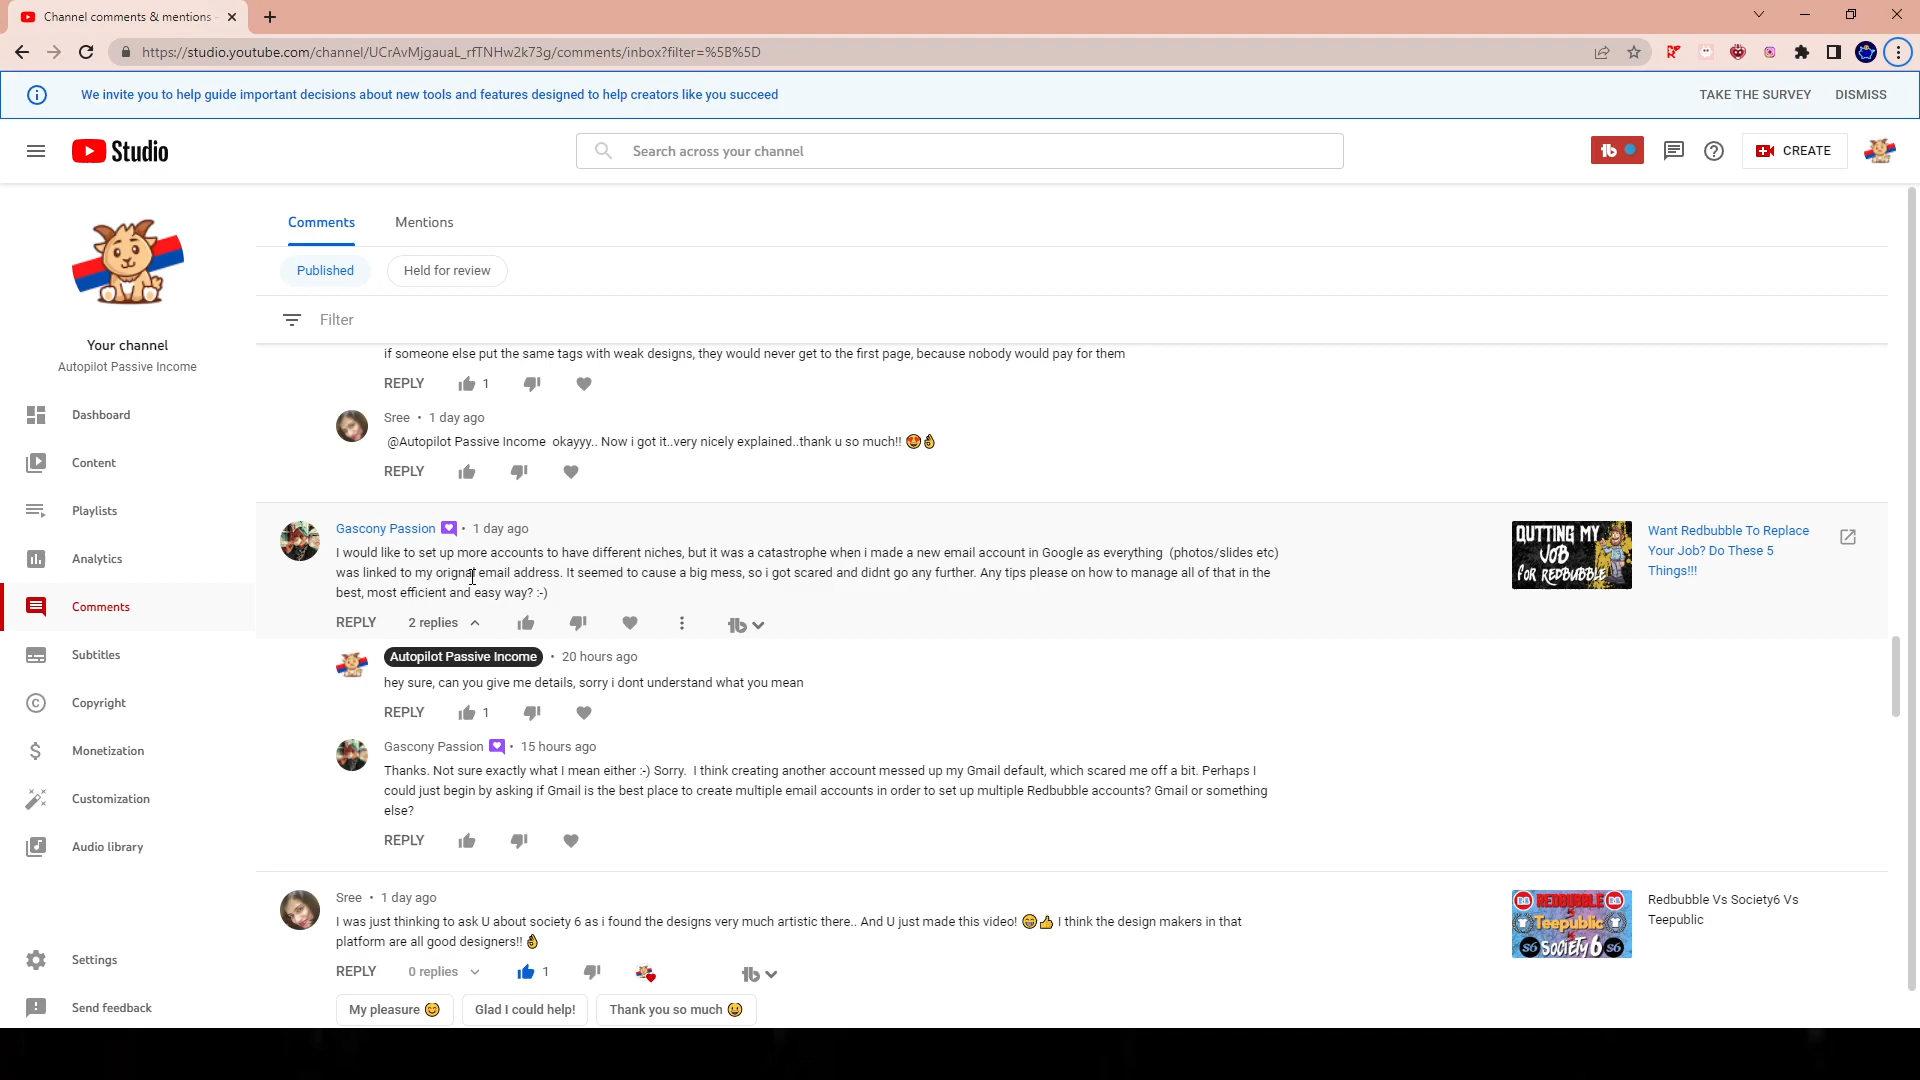 Channel comments & mentions
https://studio.youtube.com/channel/UCrAvMjgauaL_rfTNHw2k73g/comments/inbox?filter=%5B%5D
We invite you to help guide important decisions about new tools and features designed to help creators like you succeed
TAKE THE SURVEY
DISMISS
Studio
Search across your channel
CREATE
Your channel
Autopilot Passive Income
Dashboard
Content
Playlists
Analytics
Comments
Subtitles
Copyright
Monetization
Customization
Audio library
Settings
Send feedback
Comments
Mentions
Published
Held for review
Filter
if someone else put the same tags with weak designs, they would never get to the first page, because nobody would pay for them
REPLY 1
Sree • 1 day ago
@Autopilot Passive Income okayyy.. Now i got it..very nicely explained..thank u so much!! 😍👌
REPLY
Gascony Passion • 1 day ago
I would like to set up more accounts to have different niches, but it was a catastrophe when i made a new email account in Google as everything (photos/slides etc)
was linked to my orignal email address. It seemed to cause a big mess, so i got scared and didnt go any further. Any tips please on how to manage all of that in the
best, most efficient and easy way? :-)
REPLY 2 replies
QUTTING MY
JOB
FOR REDBUBBLE
Want Redbubble To Replace
Your Job? Do These 5
Things!!!
Autopilot Passive Income • 20 hours ago
hey sure, can you give me details, sorry i dont understand what you mean
REPLY 1
Gascony Passion • 15 hours ago
Thanks. Not sure exactly what I mean either :-) Sorry. I think creating another account messed up my Gmail default, which scared me off a bit. Perhaps I
could just begin by asking if Gmail is the best place to create multiple email accounts in order to set up multiple Redbubble accounts? Gmail or something
else?
REPLY
Sree • 1 day ago
I was just thinking to ask U about society 6 as i found the designs very much artistic there.. And U just made this video! 😁👍 I think the design makers in that
platform are all good designers!! 👌
REPLY 0 replies 1
REDBUBBLE
Teepublic
S6 SOCIETY6 S6
Redbubble Vs Society6 Vs
Teepublic
My pleasure 😊
Glad I could help!
Thank you so much 😃